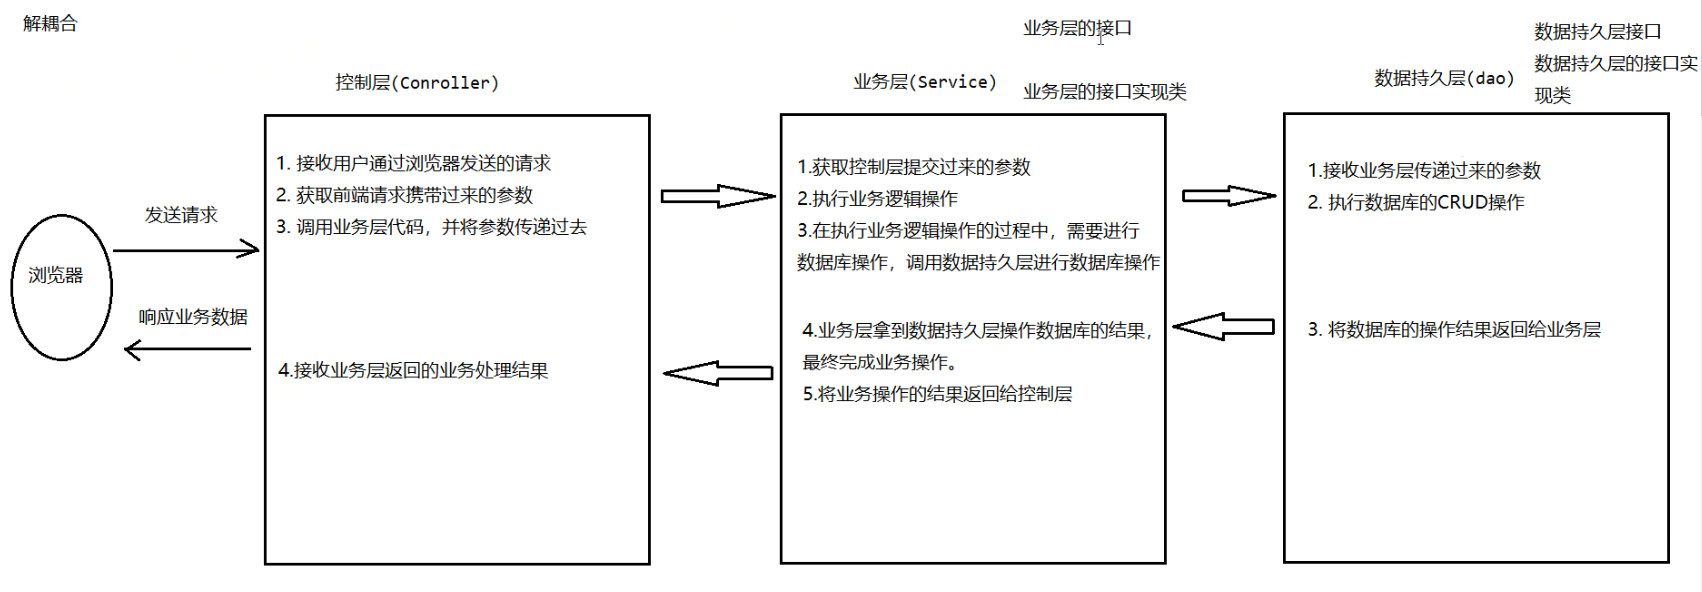 解耦合
浏览器
发送请求
响应业务数据
控制层(Conroller)
1. 接收用户通过浏览器发送的请求
2. 获取前端请求携带过来的参数
3. 调用业务层代码，并将参数传递过去
4.接收业务层返回的业务处理结果
业务层(Service)
业务层的接口
业务层的接口实现类
1.获取控制层提交过来的参数
2.执行业务逻辑操作
3.在执行业务逻辑操作的过程中，需要进行
数据库操作，调用数据持久层进行数据库操作
4.业务层拿到数据持久层操作数据库的结果，
最终完成业务操作。
5.将业务操作的结果返回给控制层
数据持久层(dao)
数据持久层接口
数据持久层的接口实
现类
1.接收业务层传递过来的参数
2. 执行数据库的CRUD操作
3. 将数据库的操作结果返回给业务层